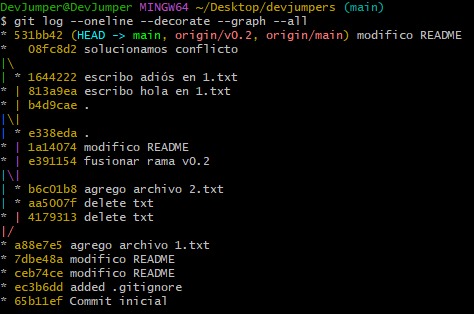 DevJumper@DevJumper MINGW64 ~/Desktop/devjumpers (main)
$ git log --oneline --decorate --graph --all
* 531bb42 (HEAD -> main, origin/v0.2, origin/main) modifico README
*   08fc8d2 solucionamos conflicto
|\
| * 1644222 escribo adiós en 1.txt
* | 813a9ea escribo hola en 1.txt
* | b4d9cae .
|\|
| * e338eda .
* | 1a14074 modifico README
* | e391154 fusionar rama v0.2
|\|
| * b6c01b8 agrego archivo 2.txt
| * aa5007f delete txt
* | 4179313 delete txt
|/
* a88e7e5 agrego archivo 1.txt
* 7dbe48a modifico README
* ceb74ce modifico README
* ec3b6dd added .gitignore
* 65b11ef Commit inicial